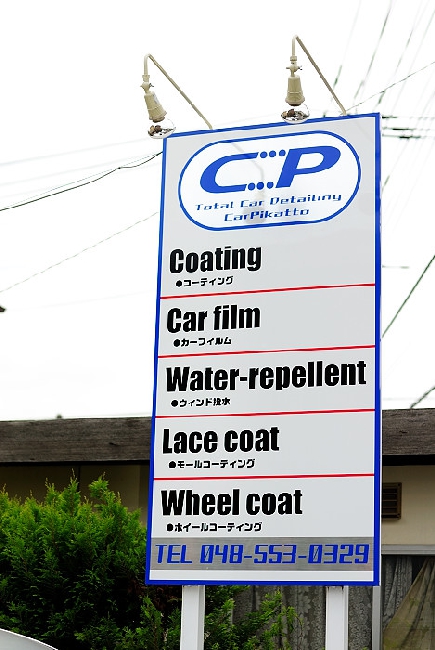 CP
Total Car Detailing
CarPikatto
Coating
●コーティング
Car film
●カーフィルム
Water-repellent
●ウィンド撥水
Lace coat
●モールコーティング
Wheel coat
●ホイールコーティング
TEL 048-553-0329